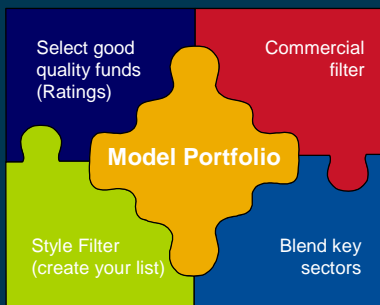 Select good
quality funds
(Ratings)
Commercial
filter
Model Portfolio
Style Filter
(create your list)
Blend key
sectors